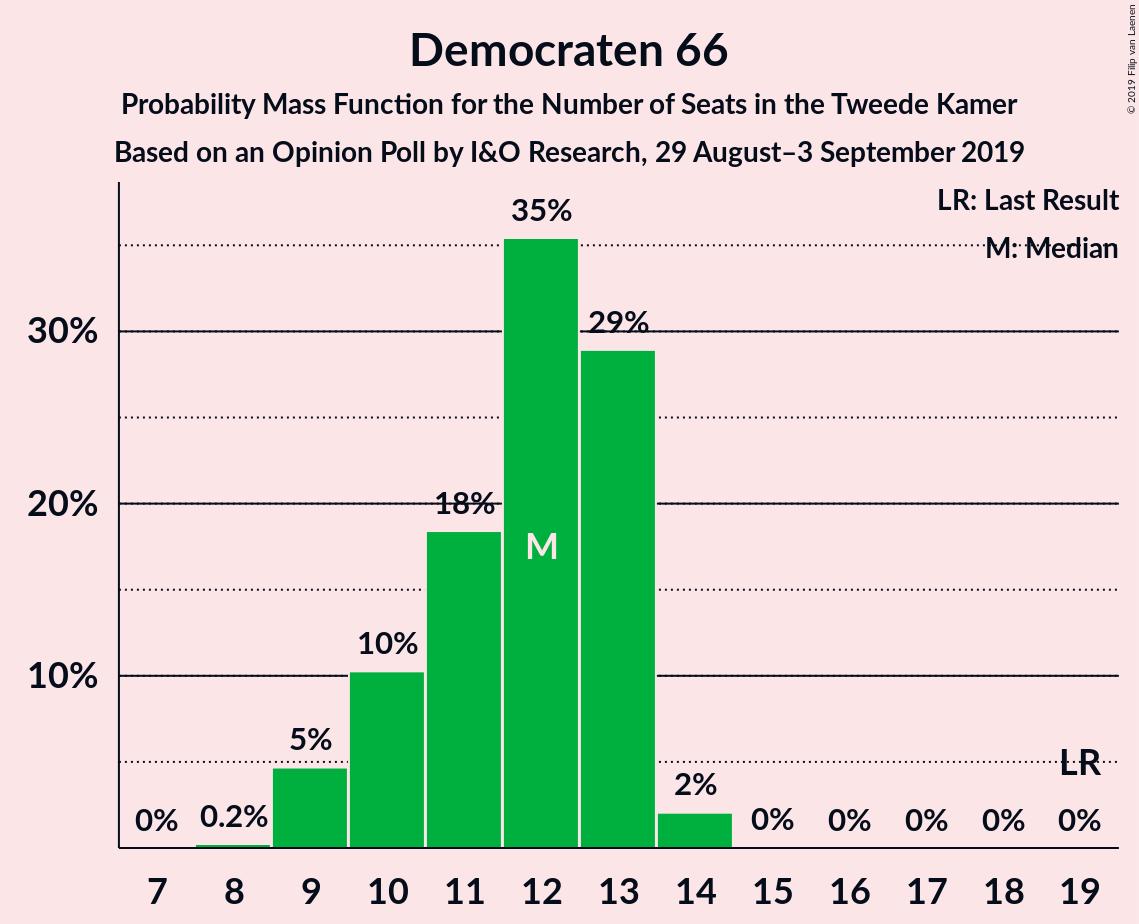 Democraten 66
Probability Mass Function for the Number of Seats in the Tweede Kamer
Based on an Opinion Poll by I&O Research, 29 August–3 September 2019
© 2019 Filip van Laenen
LR: Last Result
M: Median
35%
29%
30%
18%
20%
M
10%
10%
5%
LR
2%
0%
0.2%
0%
0%
0%
0%
0%
7 8 9 10 11 12 13 14 15 16 17 18 19